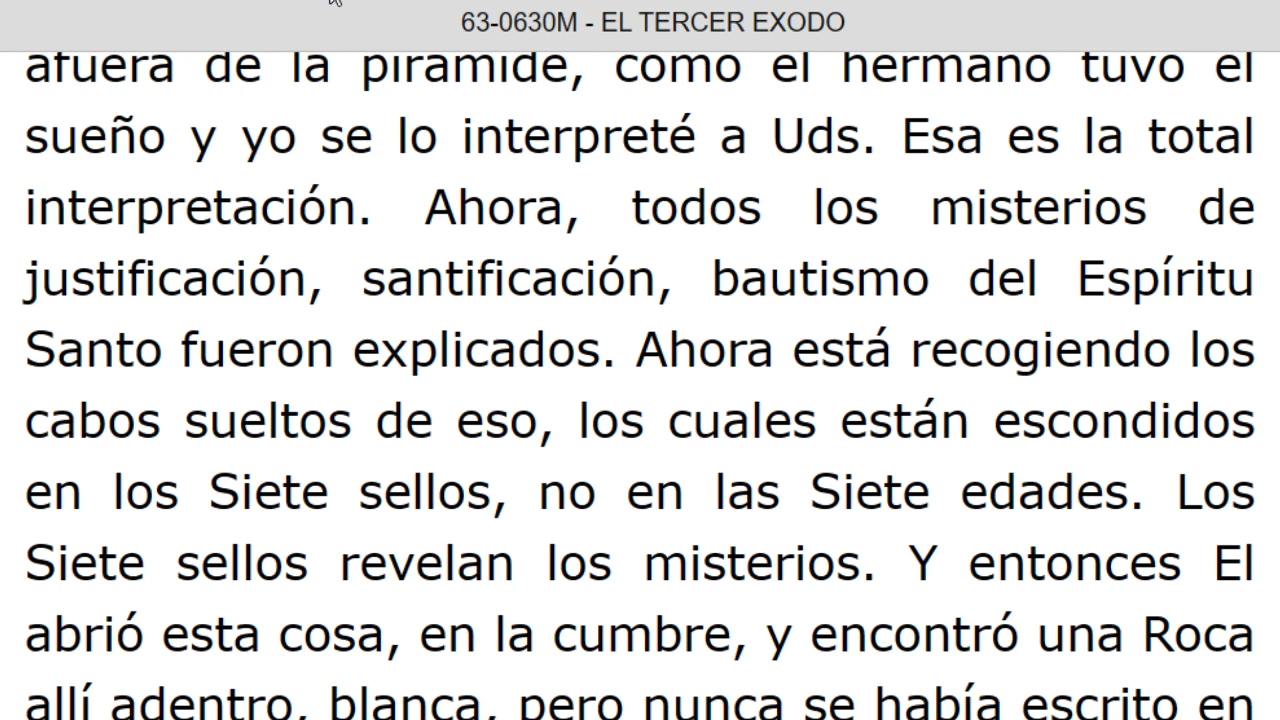 63-0630M - EL TERCER EXODO
afuera de la pirámide, como el hermano tuvo el
sueño y yo se lo interpreté a Uds. Esa es la total
interpretación. Ahora, todos los misterios de
justificación, santificación, bautismo del Espíritu
Santo fueron explicados. Ahora está recogiendo los
cabos sueltos de eso, los cuales están escondidos
en los Siete sellos, no en las Siete edades. Los
Siete sellos revelan los misterios. Y entonces El
abrió esta cosa, en la cumbre, y encontró una Roca
allí adentro, blanca, pero nunca se había escrito en